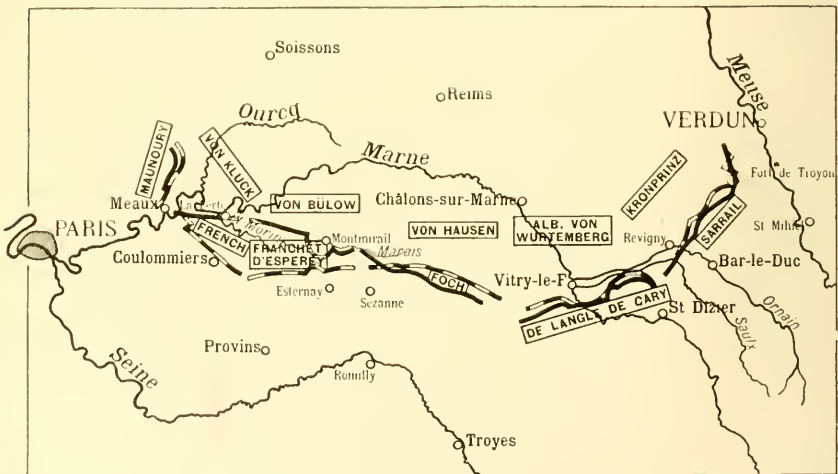 Soissons
Reims
Meuse
Ourcq
VERDUN
MAUNOURY
VON KLUCK
Marne
KRONPRINZ
Fort de Troyon
Meaux
VON BÜLOW
Châlons-sur-Marne
SARRAIL
PARIS
FRENCH
Morin
VON HAUSEN
ALB. VON
WURTEMBERG
St Mihiel
FRANCHET
D'ESPEREY
Montmirail
Revigny
Coulommiers
Marais
Bar-le-Duc
FOCH
Vitry-le-F
Esternay
Sezanne
DE LANGLE DE CARY
St Dizier
Ornain
Saulx
Seine
Provins
Romilly
Troyes